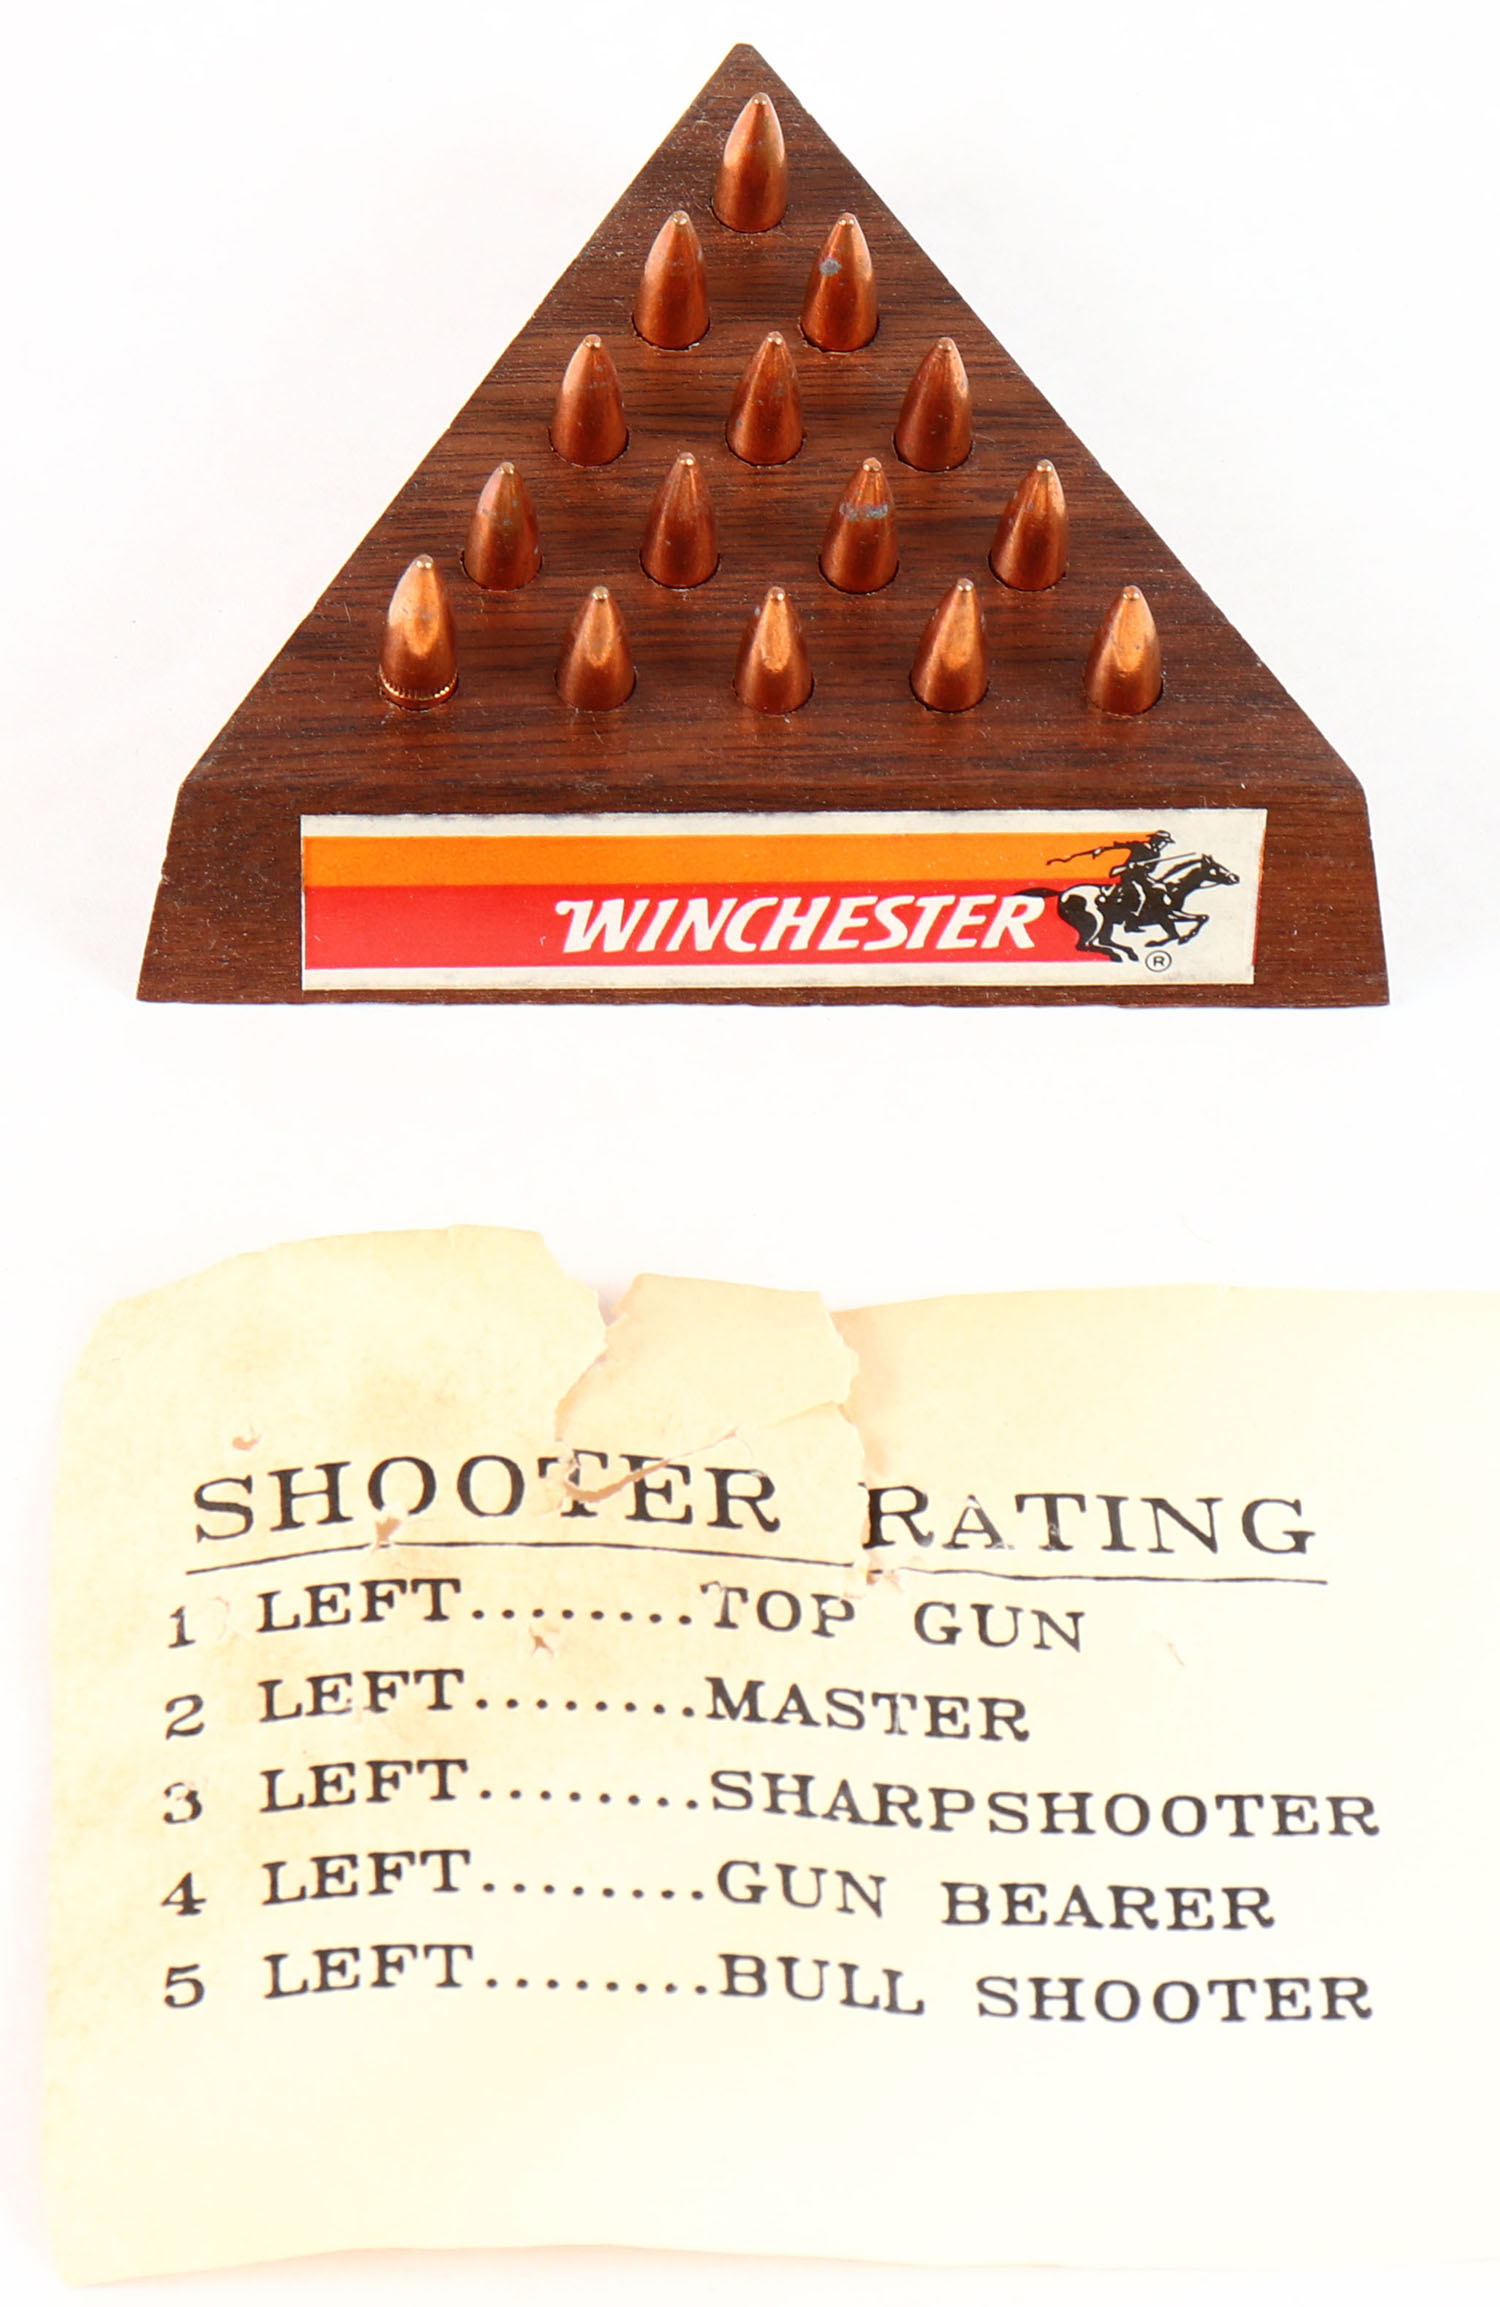 WINCHESTER
®
SHOOTER RATING
1 LEFT........TOP GUN
2 LEFT........MASTER
3 LEFT........SHARPSHOOTER
4 LEFT........GUN BEARER
5 LEFT........BULL SHOOTER